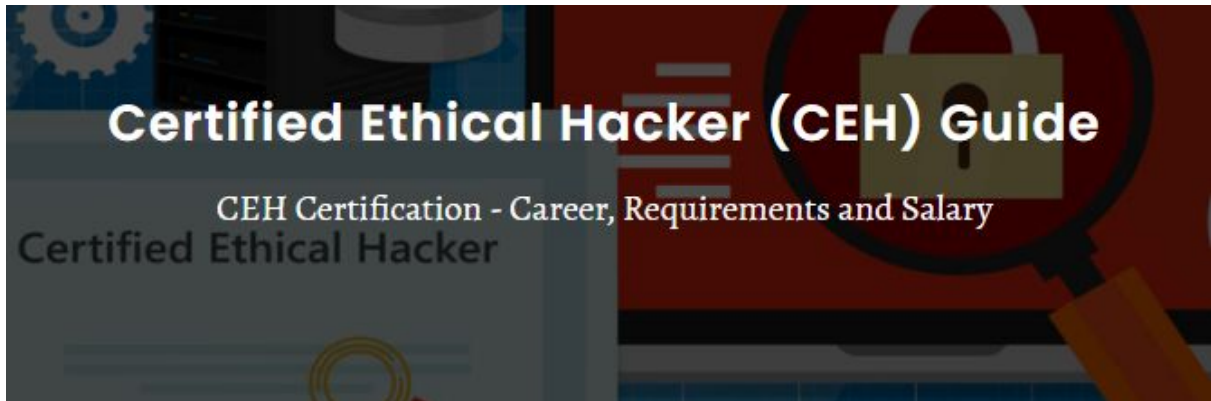 Certified Ethical Hacker (CEH) Guide
CEH Certification - Career, Requirements and Salary
Certified Ethical Hacker